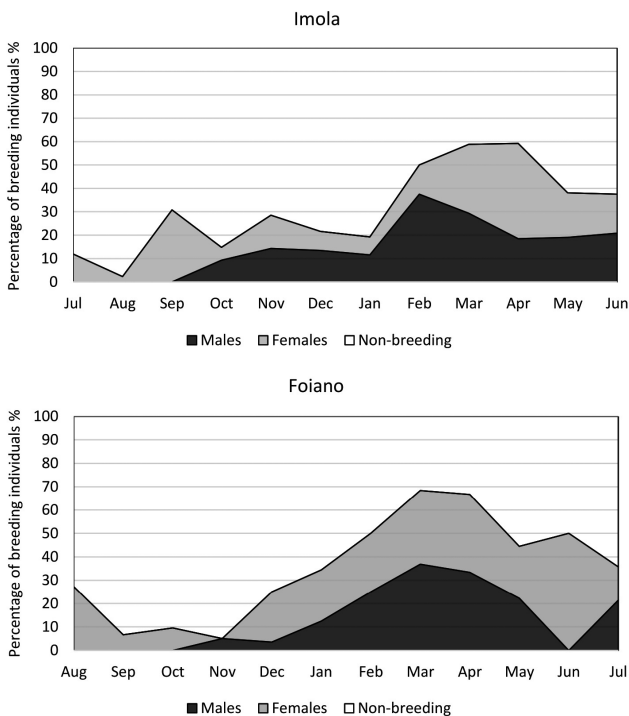 Imola
Percentage of breeding individuals %
100
90
80
70
60
50
40
30
20
10
0
Jul Aug Sep Oct Nov Dec Jan Feb Mar Apr May Jun
Males Females Non-breeding
Foiano
Percentage of breeding individuals %
100
90
80
70
60
50
40
30
20
10
0
Aug Sep Oct Nov Dec Jan Feb Mar Apr May Jun Jul
Males Females Non-breeding